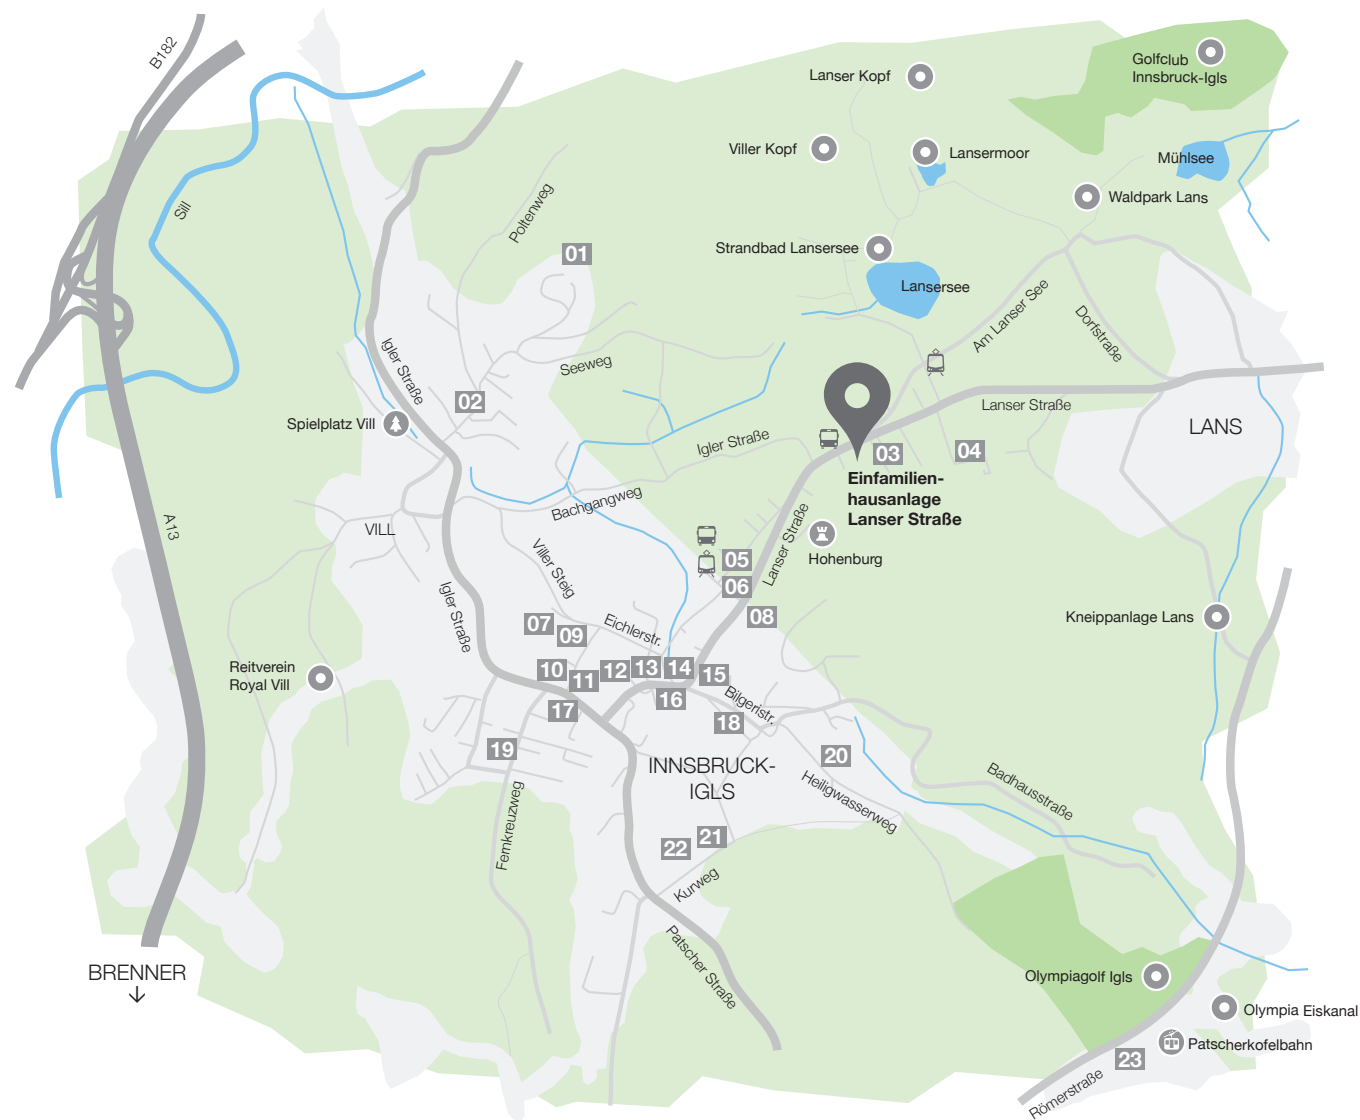 B182
Sill
A13
BRENNER
Lanser Kopf
Golfclub
Innsbruck-Igls
Viller Kopf
Lansermoor
Mühlsee
Waldpark Lans
Strandbad Lansersee
Lansersee
Poltenweg
01
Am Lanser See
Dorfstraße
Igler Straße
Seeweg
02
Spielplatz Vill
Lanser Straße
LANS
Igler Straße
03
04
Einfamilien-
hausanlage
Lanser Straße
Bachgangweg
VILL
Lanser Straße
Hohenburg
Viller Steig
05
06
Igler Straße
07
09
Eichlerstr.
08
Kneippanlage Lans
Reitverein
Royal Vill
10
11
12
13
14
15
16
17
Bilgeristr.
18
19
20
INNSBRUCK-
IGLS
Heiligwasserweg
Badhausstraße
Fernkreuzweg
21
22
Kurweg
Patscher Straße
Olympiagolf Igls
Olympia Eiskanal
Patscherkofelbahn
23
Römerstraße